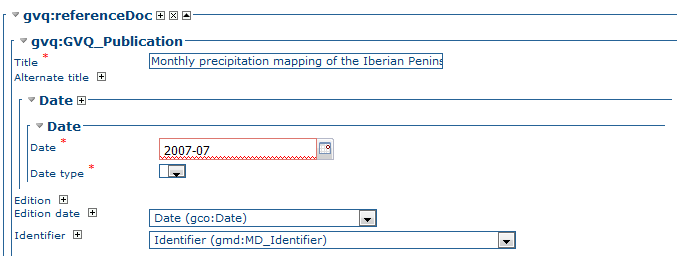 gvq:referenceDoc
gvq:GVQ_Publication
Title * Monthly precipitation mapping of the Iberian Penins
Alternate title
Date
Date
Date * 2007-07
Date type *
Edition
Edition date Date (gco:Date)
Identifier Identifier (gmd:MD_Identifier)